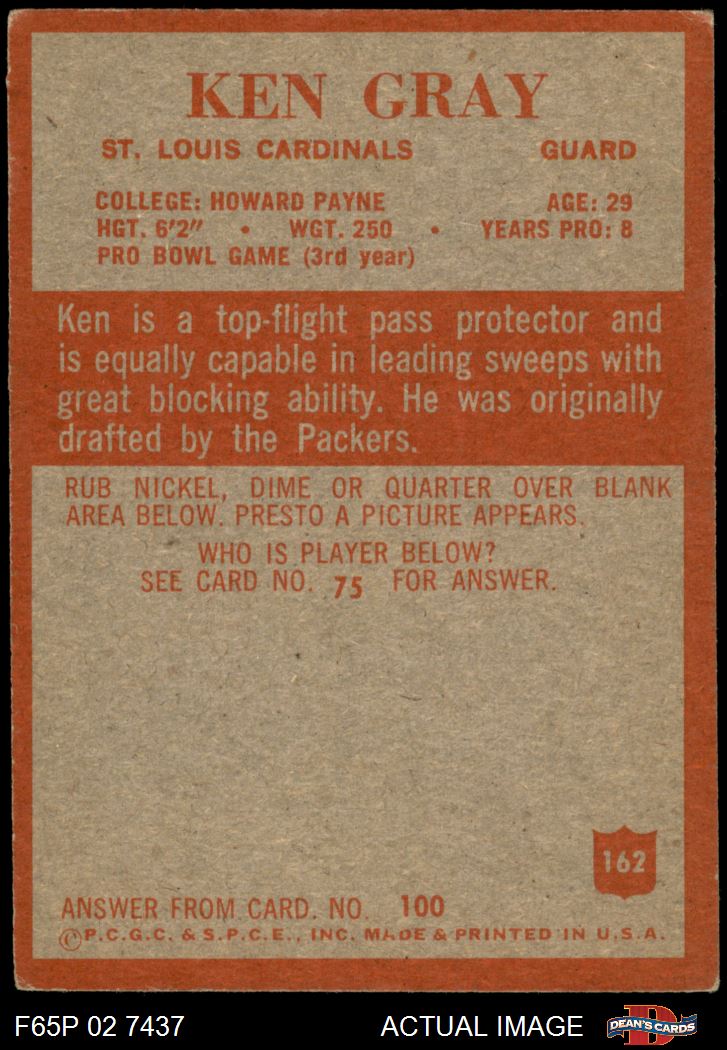 KEN GRAY
ST. LOUIS CARDINALS GUARD
COLLEGE: HOWARD PAYNE AGE: 29
HGT. 6'2" • WGT. 250 • YEARS PRO: 8
PRO BOWL GAME (3rd year)
Ken is a top-flight pass protector and
is equally capable in leading sweeps with
great blocking ability. He was originally
drafted by the Packers.
RUB NICKEL, DIME OR QUARTER OVER BLANK
AREA BELOW. PRESTO A PICTURE APPEARS.
WHO IS PLAYER BELOW?
SEE CARD NO. 75 FOR ANSWER.
162
ANSWER FROM CARD. NO. 100
©P.C.G.C. & S.P.C.E., INC. MADE & PRINTED IN U.S.A.
F65P 02 7437 ACTUAL IMAGE D DEAN'S CARDS